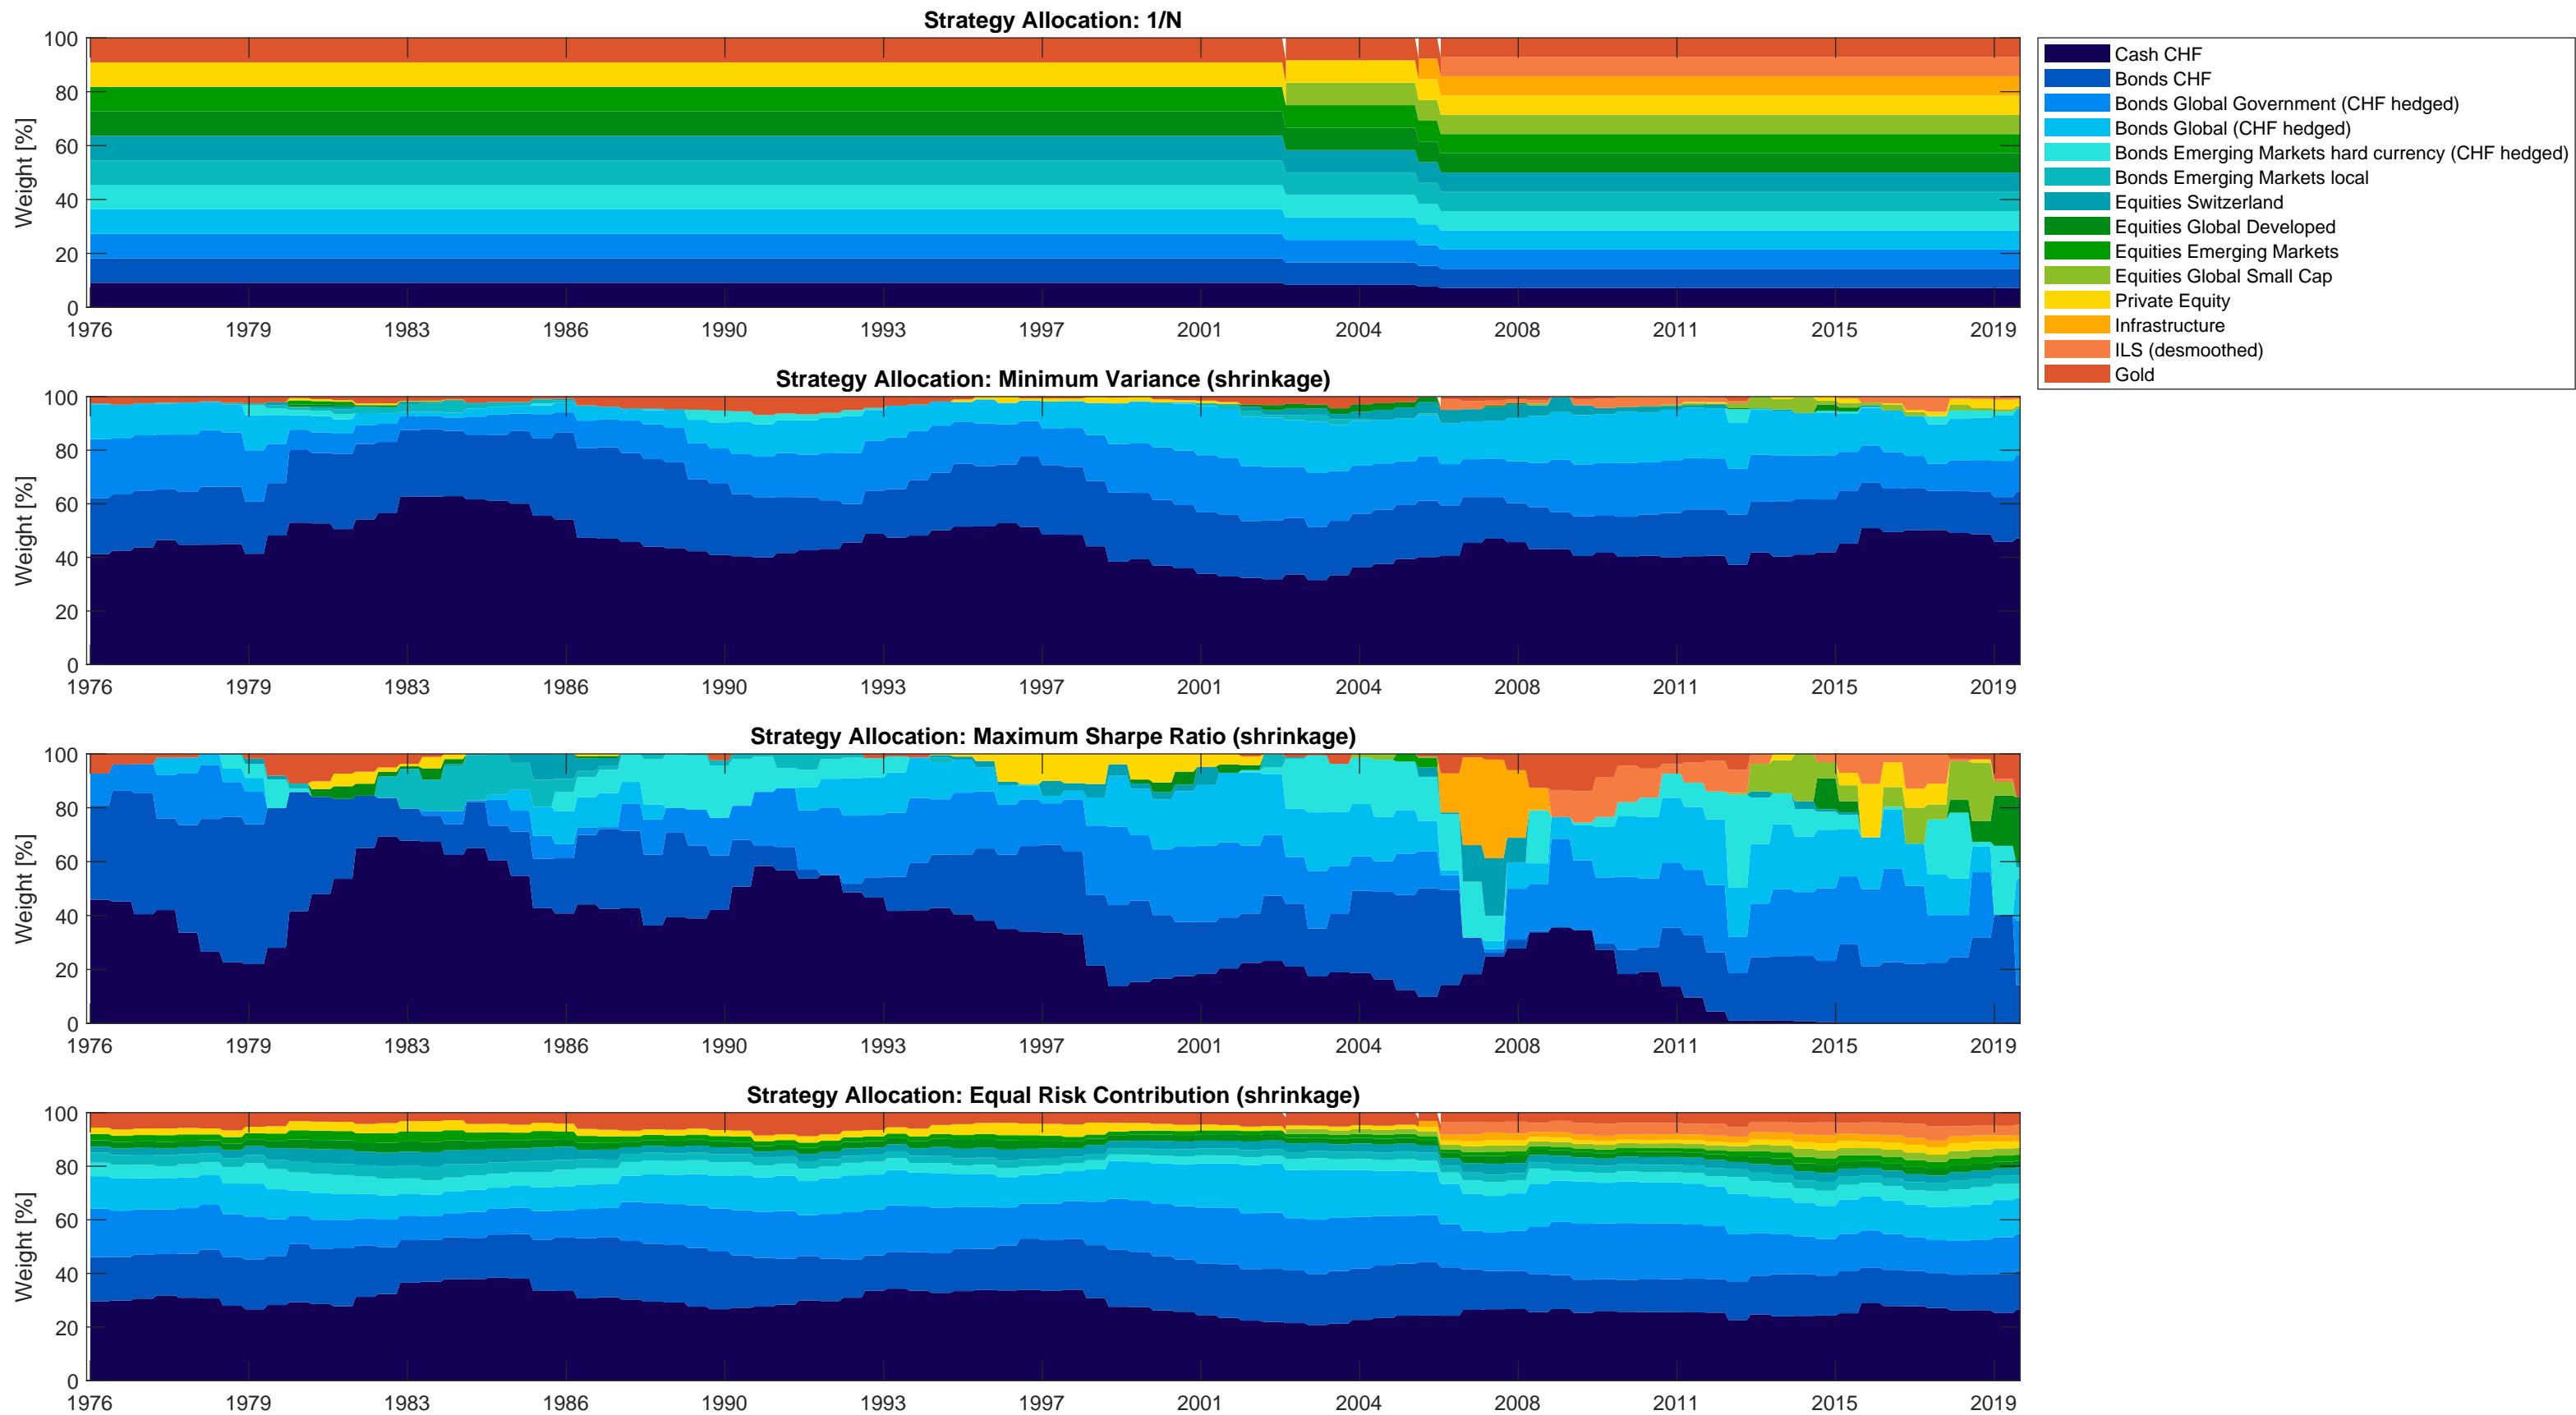 Strategy Allocation: 1/N
Weight [%]
100
80
60
40
20
0
1976 1979 1983 1986 1990 1993 1997 2001 2004 2008 2011 2015 2019
Cash CHF
Bonds CHF
Bonds Global Government (CHF hedged)
Bonds Global (CHF hedged)
Bonds Emerging Markets hard currency (CHF hedged)
Bonds Emerging Markets local
Equities Switzerland
Equities Global Developed
Equities Emerging Markets
Equities Global Small Cap
Private Equity
Infrastructure
ILS (desmoothed)
Gold
Strategy Allocation: Minimum Variance (shrinkage)
Weight [%]
100
80
60
40
20
0
1976 1979 1983 1986 1990 1993 1997 2001 2004 2008 2011 2015 2019
Strategy Allocation: Maximum Sharpe Ratio (shrinkage)
Weight [%]
100
80
60
40
20
0
1976 1979 1983 1986 1990 1993 1997 2001 2004 2008 2011 2015 2019
Strategy Allocation: Equal Risk Contribution (shrinkage)
Weight [%]
100
80
60
40
20
0
1976 1979 1983 1986 1990 1993 1997 2001 2004 2008 2011 2015 2019